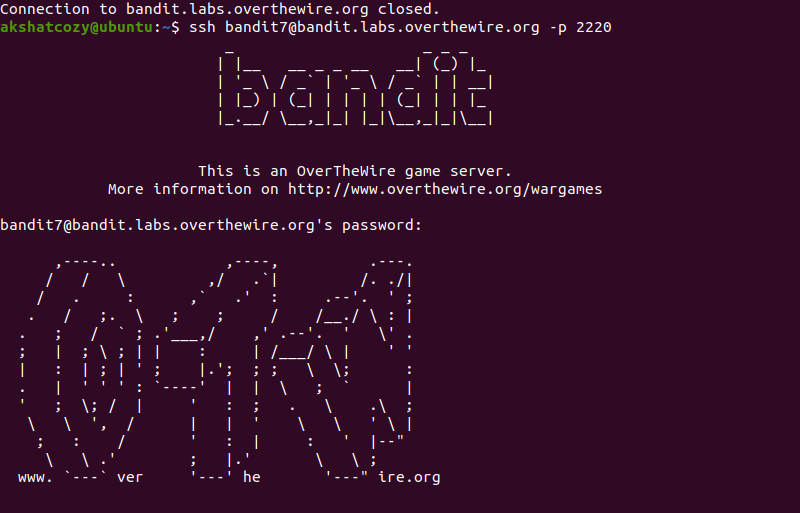 Connection to bandit.labs.overthewire.org closed.
akshatcozy@ubuntu:~$ ssh bandit7@bandit.labs.overthewire.org -p 2220
bandit
This is an OverTheWire game server.
More information on http://www.overthewire.org/wargames
bandit7@bandit.labs.overthewire.org's password:
www. ver he ire.org